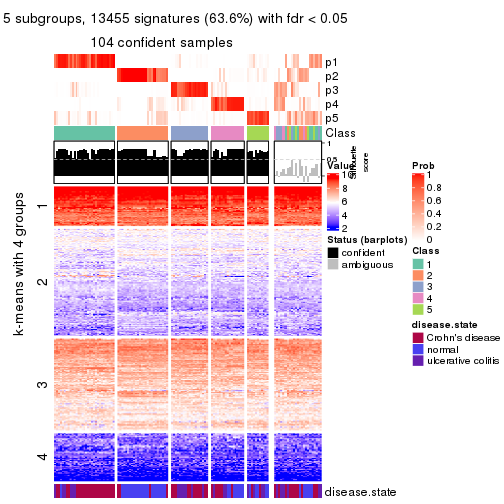 5 subgroups, 13455 signatures (63.6%) with fdr < 0.05
104 confident samples
p1
p2
p3
p4
p5
Class
1
0.5
Silhouette
score
k-means with 4 groups
1
2
3
4
disease.state
Value
10
8
6
4
2
Status (barplots)
confident
ambiguous
Prob
1
0.8
0.6
0.4
0.2
0
Class
1
2
3
4
5
disease.state
Crohn's disease
normal
ulcerative colitis